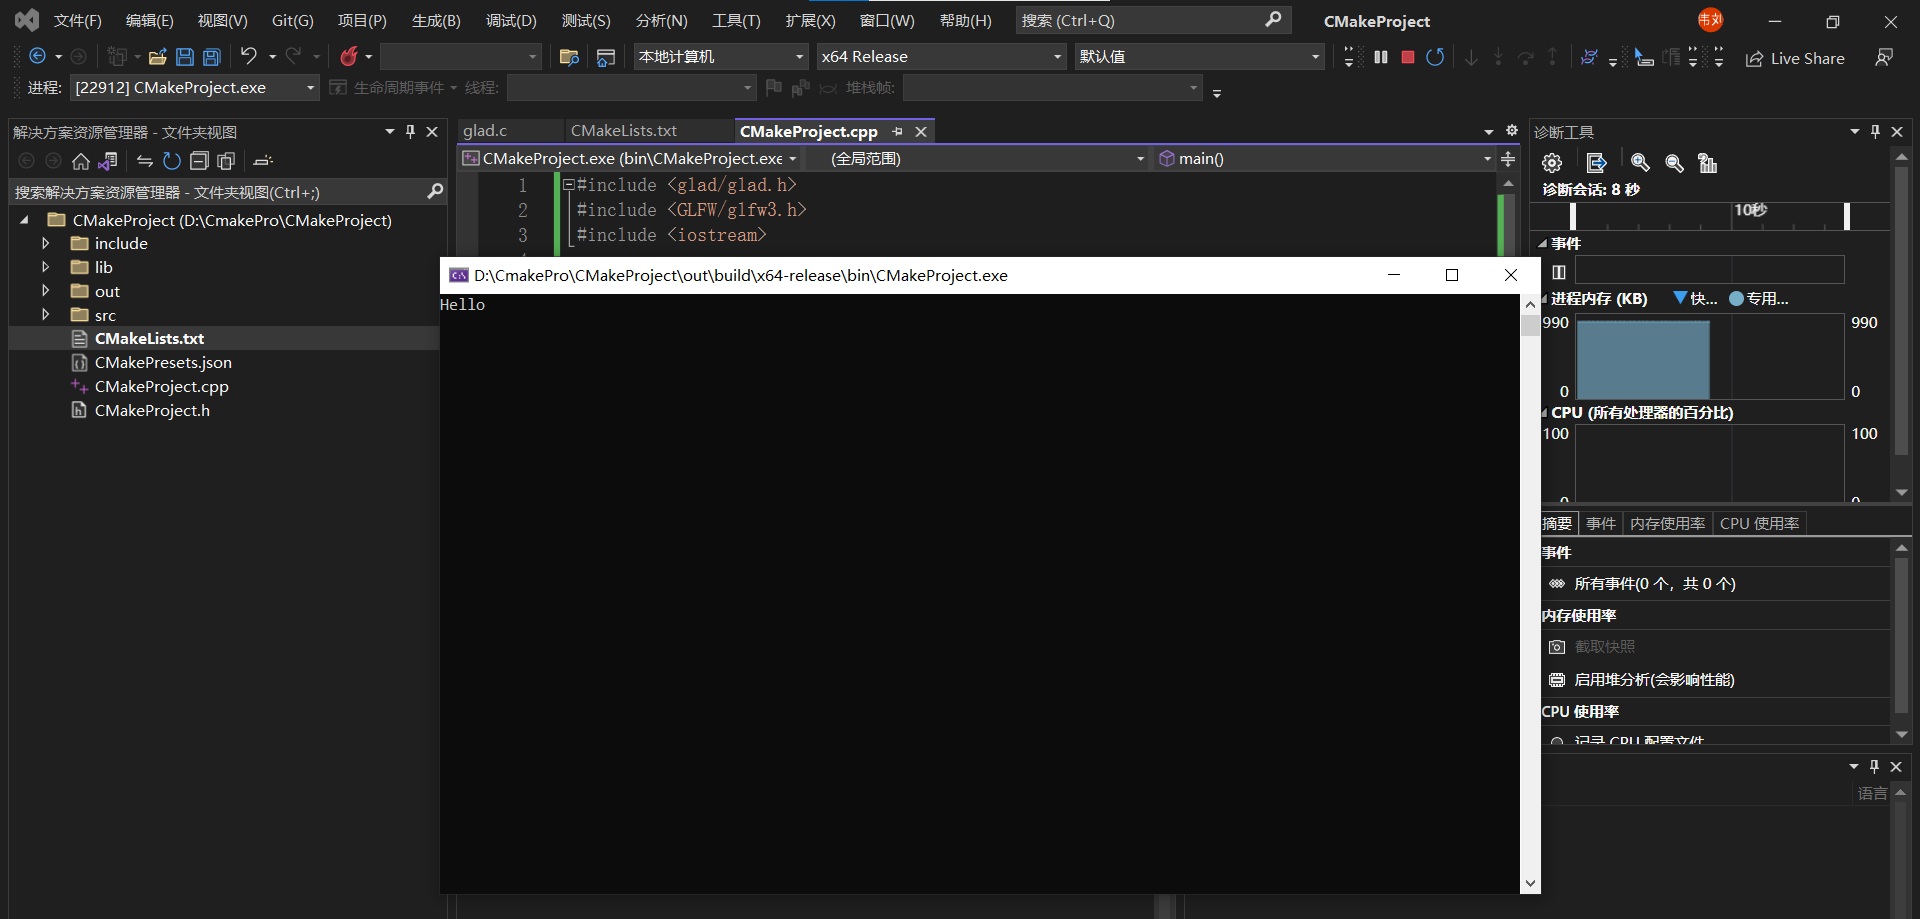 文件(F) 编辑(E) 视图(V) Git(G) 项目(P) 生成(B) 调试(D) 测试(S) 分析(N) 工具(T) 扩展(X) 窗口(W) 帮助(H) 搜索 (Ctrl+Q) CMakeProject 韦刘
本地计算机 x64 Release 默认值 Live Share
进程: [22912] CMakeProject.exe 生命周期事件 线程: 堆栈帧:
解决方案资源管理器 - 文件夹视图
搜索解决方案资源管理器 - 文件夹视图(Ctrl+;)
CMakeProject (D:\CmakePro\CMakeProject)
include
lib
out
src
CMakeLists.txt
CMakePresets.json
CMakeProject.cpp
CMakeProject.h
glad.c CMakeLists.txt CMakeProject.cpp
CMakeProject.exe (bin\CMakeProject.exe (全局范围) main()
1 #include <glad/glad.h>
2 #include <GLFW/glfw3.h>
3 #include <iostream>
D:\CmakePro\CMakeProject\out\build\x64-release\bin\CMakeProject.exe
Hello
诊断工具
诊断会话: 8 秒
10秒
事件
进程内存 (KB) 快... 专用...
990 990
0 0
CPU (所有处理器的百分比)
100 100
0 0
摘要 事件 内存使用率 CPU 使用率
事件
所有事件(0 个，共 0 个)
内存使用率
截取快照
启用堆分析(会影响性能)
CPU 使用率
记录 CPU 配置文件
语言